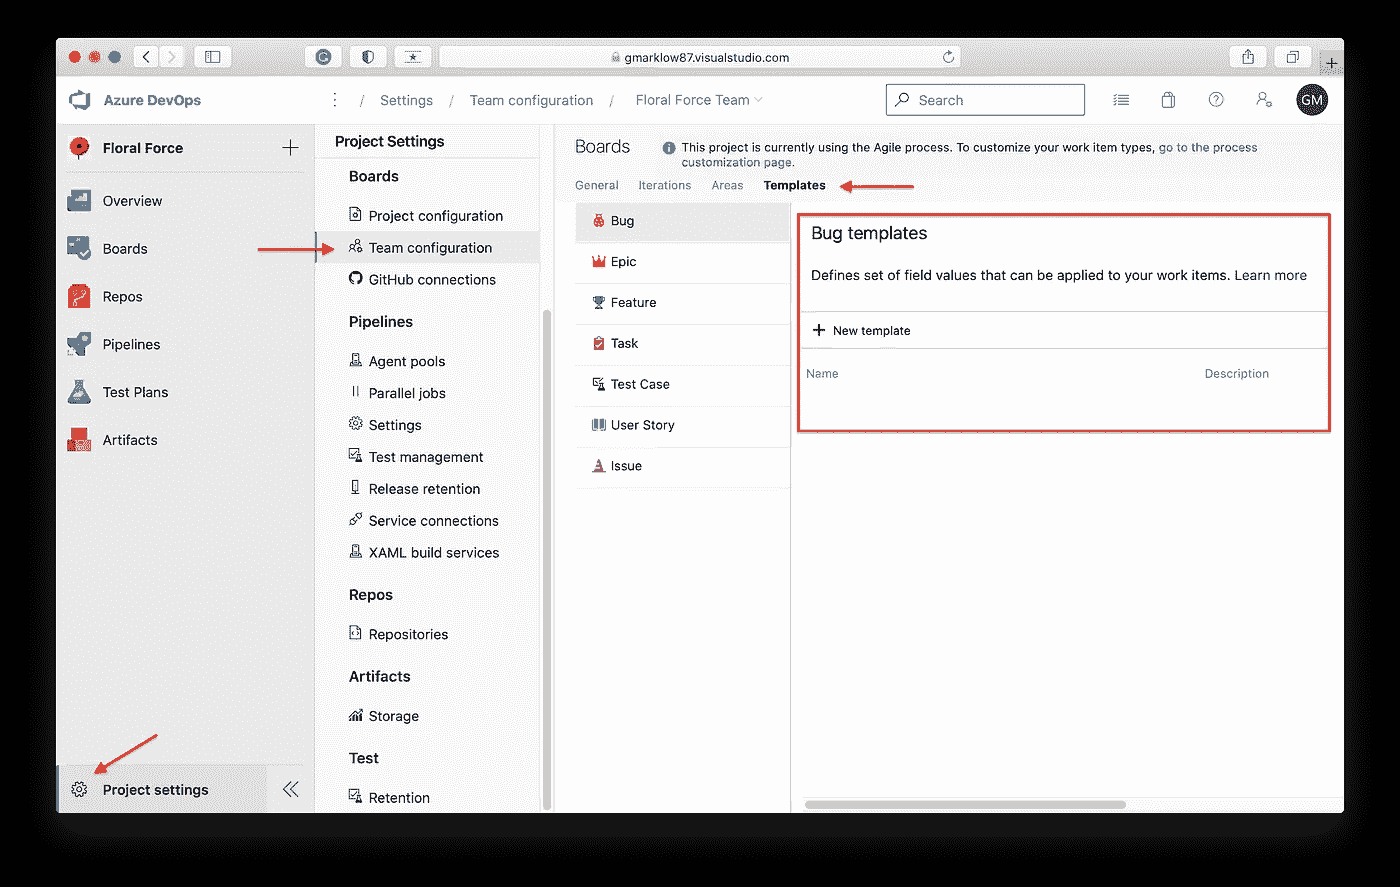 gmarklow87.visualstudio.com
Azure DevOps
/ Settings / Team configuration / Floral Force Team
Search
GM
Floral Force
Overview
Boards
Repos
Pipelines
Test Plans
Artifacts
Project settings
Project Settings
Boards
Project configuration
Team configuration
GitHub connections
Pipelines
Agent pools
Parallel jobs
Settings
Test management
Release retention
Service connections
XAML build services
Repos
Repositories
Artifacts
Storage
Test
Retention
Boards
This project is currently using the Agile process. To customize your work item types, go to the process
customization page.
General Iterations Areas Templates
Bug
Epic
Feature
Task
Test Case
User Story
Issue
Bug templates
Defines set of field values that can be applied to your work items. Learn more
+ New template
Name Description